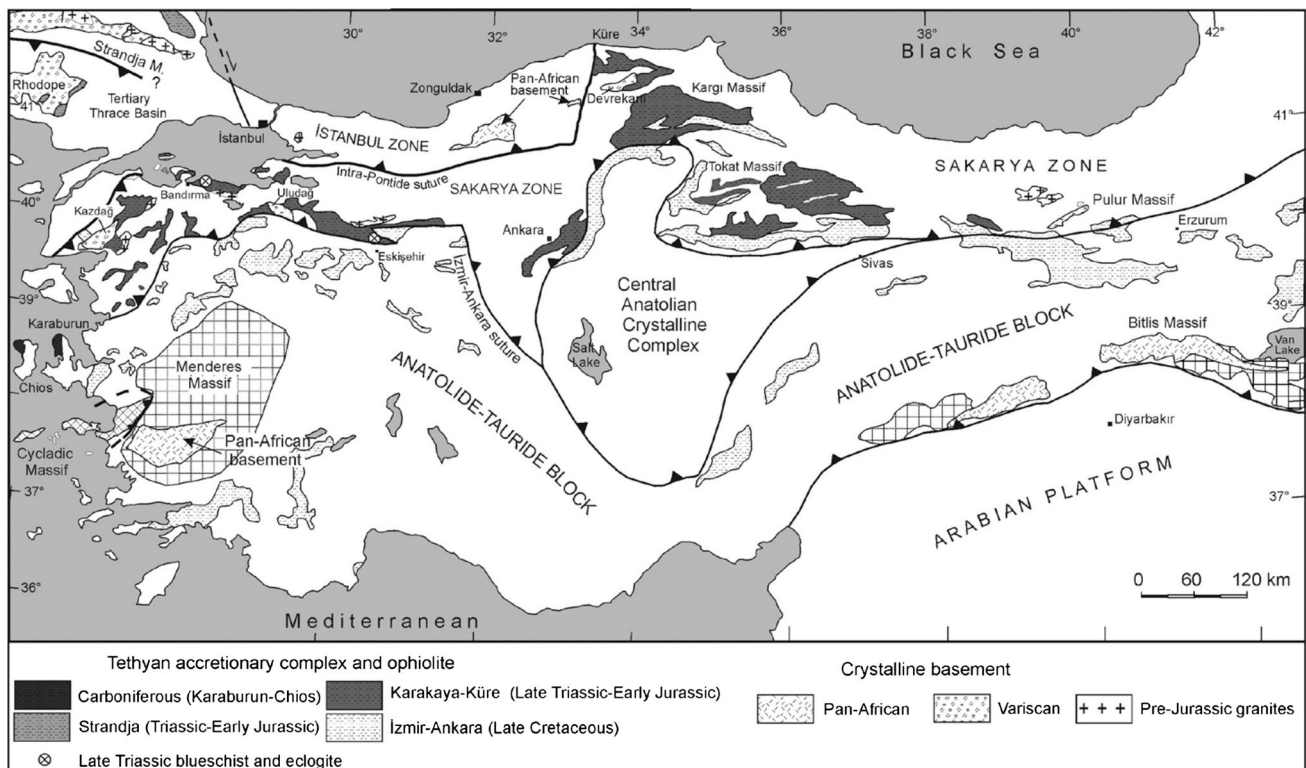 30°
32°
Küre
34°
36°
38°
40°
42°
Black Sea
Strandja M.
?
Rhodope
41
Tertiary
Thrace Basin
İstanbul
Zonguldak
Pan-African
basement
Devrekani
Kargı Massif
41°
İSTANBUL ZONE
Intra-Pontide suture
SAKARYA ZONE
Tokat Massif
SAKARYA ZONE
Bandırma
Uludağ
Kazdağ
40°
Ankara
Eskişehir
Pulur Massif
Erzurum
Sivas
39°
İzmir-Ankara suture
Central
Anatolian
Crystalline
Complex
39°
Karaburun
Chios
Menderes
Massif
Salt
Lake
ANATOLIDE-TAURIDE BLOCK
ANATOLIDE-TAURIDE BLOCK
Bitlis Massif
Van
Lake
Diyarbakır
Pan-African
basement
Cycladic
Massif
37°
37°
ARABIAN PLATFORM
36°
Mediterranean
34°
36°
0 60 120 km
Tethyan accretionary complex and ophiolite
Carboniferous (Karaburun-Chios)
Karakaya-Küre (Late Triassic-Early Jurassic)
Strandja (Triassic-Early Jurassic)
İzmir-Ankara (Late Cretaceous)
Late Triassic blueschist and eclogite
Crystalline basement
Pan-African
Variscan
Pre-Jurassic granites